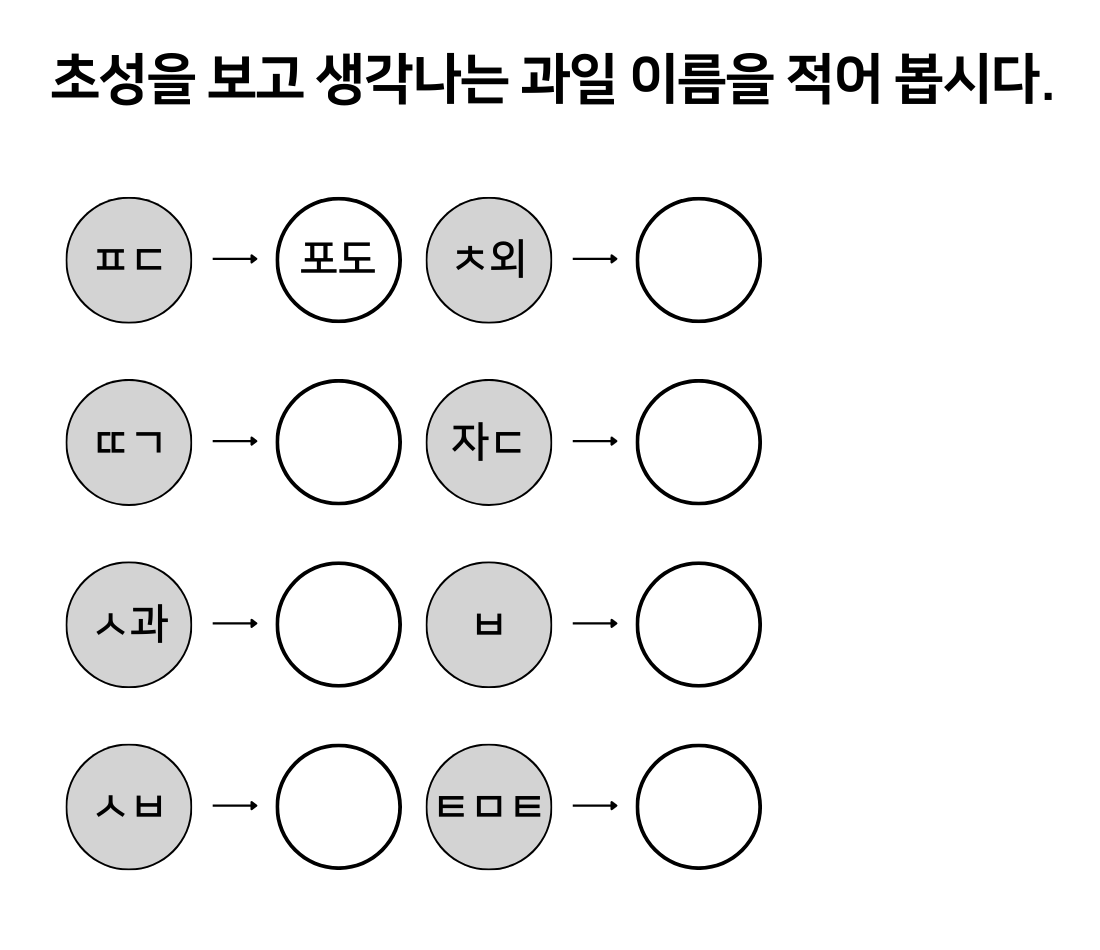 초성을 보고 생각나는 과일 이름을 적어 봅시다.
ㅍㄷ → 포도 ㅊ외 →
ㄸㄱ → 자ㄷ →
ㅅ과 → ㅂ →
ㅅㅂ → ㅌㅁㅌ →